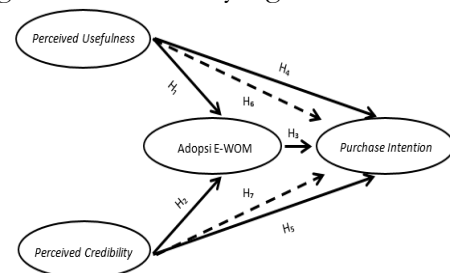 Perceived Usefulness
H4
H1
H6
H3
Adopsi E-WOM
Purchase Intention
H2
H7
H5
Perceived Credibility